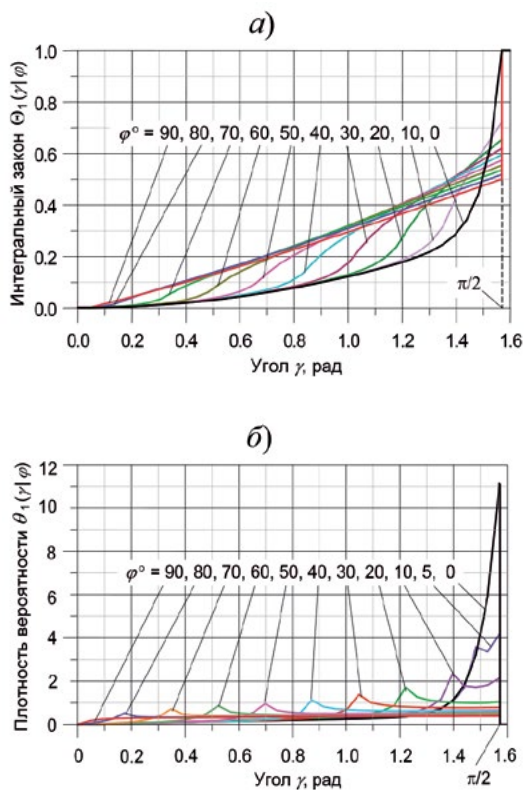 а)
Интегральный закон Θ₁(γ|φ)
1.0
0.8
0.6
0.4
0.2
0.0
φ° = 90, 80, 70, 60, 50, 40, 30, 20, 10, 0
π/2
0.0 0.2 0.4 0.6 0.8 1.0 1.2 1.4 1.6
Угол γ, рад
б)
Плотность вероятности θ₁(γ|φ)
12
10
8
6
4
2
0
φ° = 90, 80, 70, 60, 50, 40, 30, 20, 10, 5, 0
0 0.2 0.4 0.6 0.8 1.0 1.2 1.4 1.6
Угол γ, рад
π/2